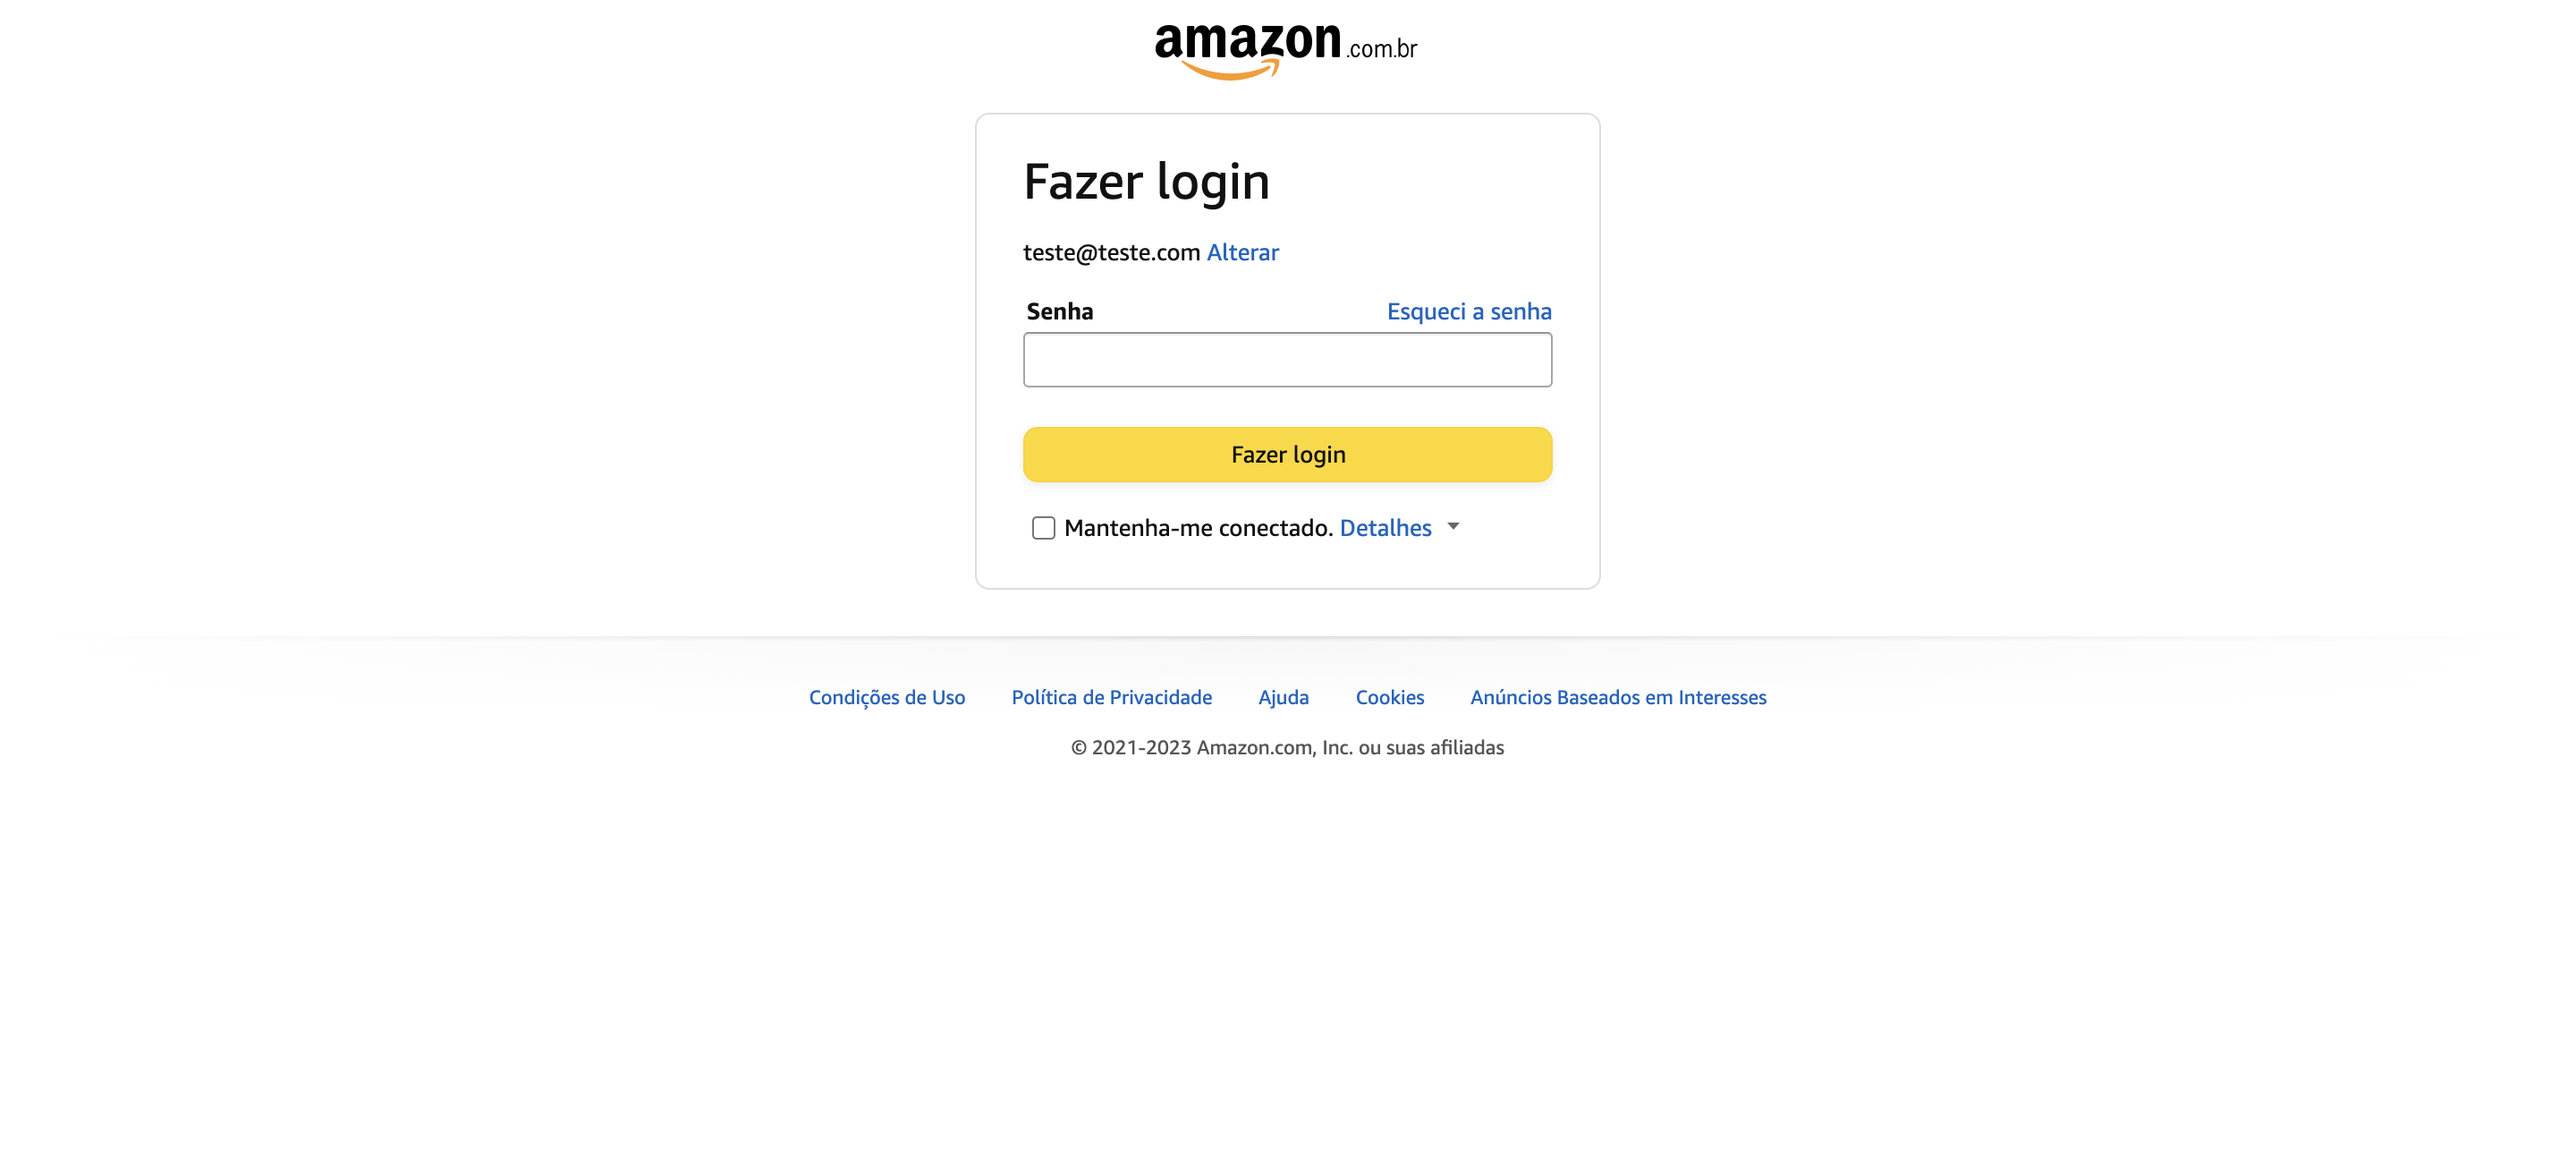 amazon.com.br
Fazer login
teste@teste.com Alterar
Senha Esqueci a senha
Fazer login
Mantenha-me conectado. Detalhes
Condições de Uso Política de Privacidade Ajuda Cookies Anúncios Baseados em Interesses
© 2021-2023 Amazon.com, Inc. ou suas afiliadas